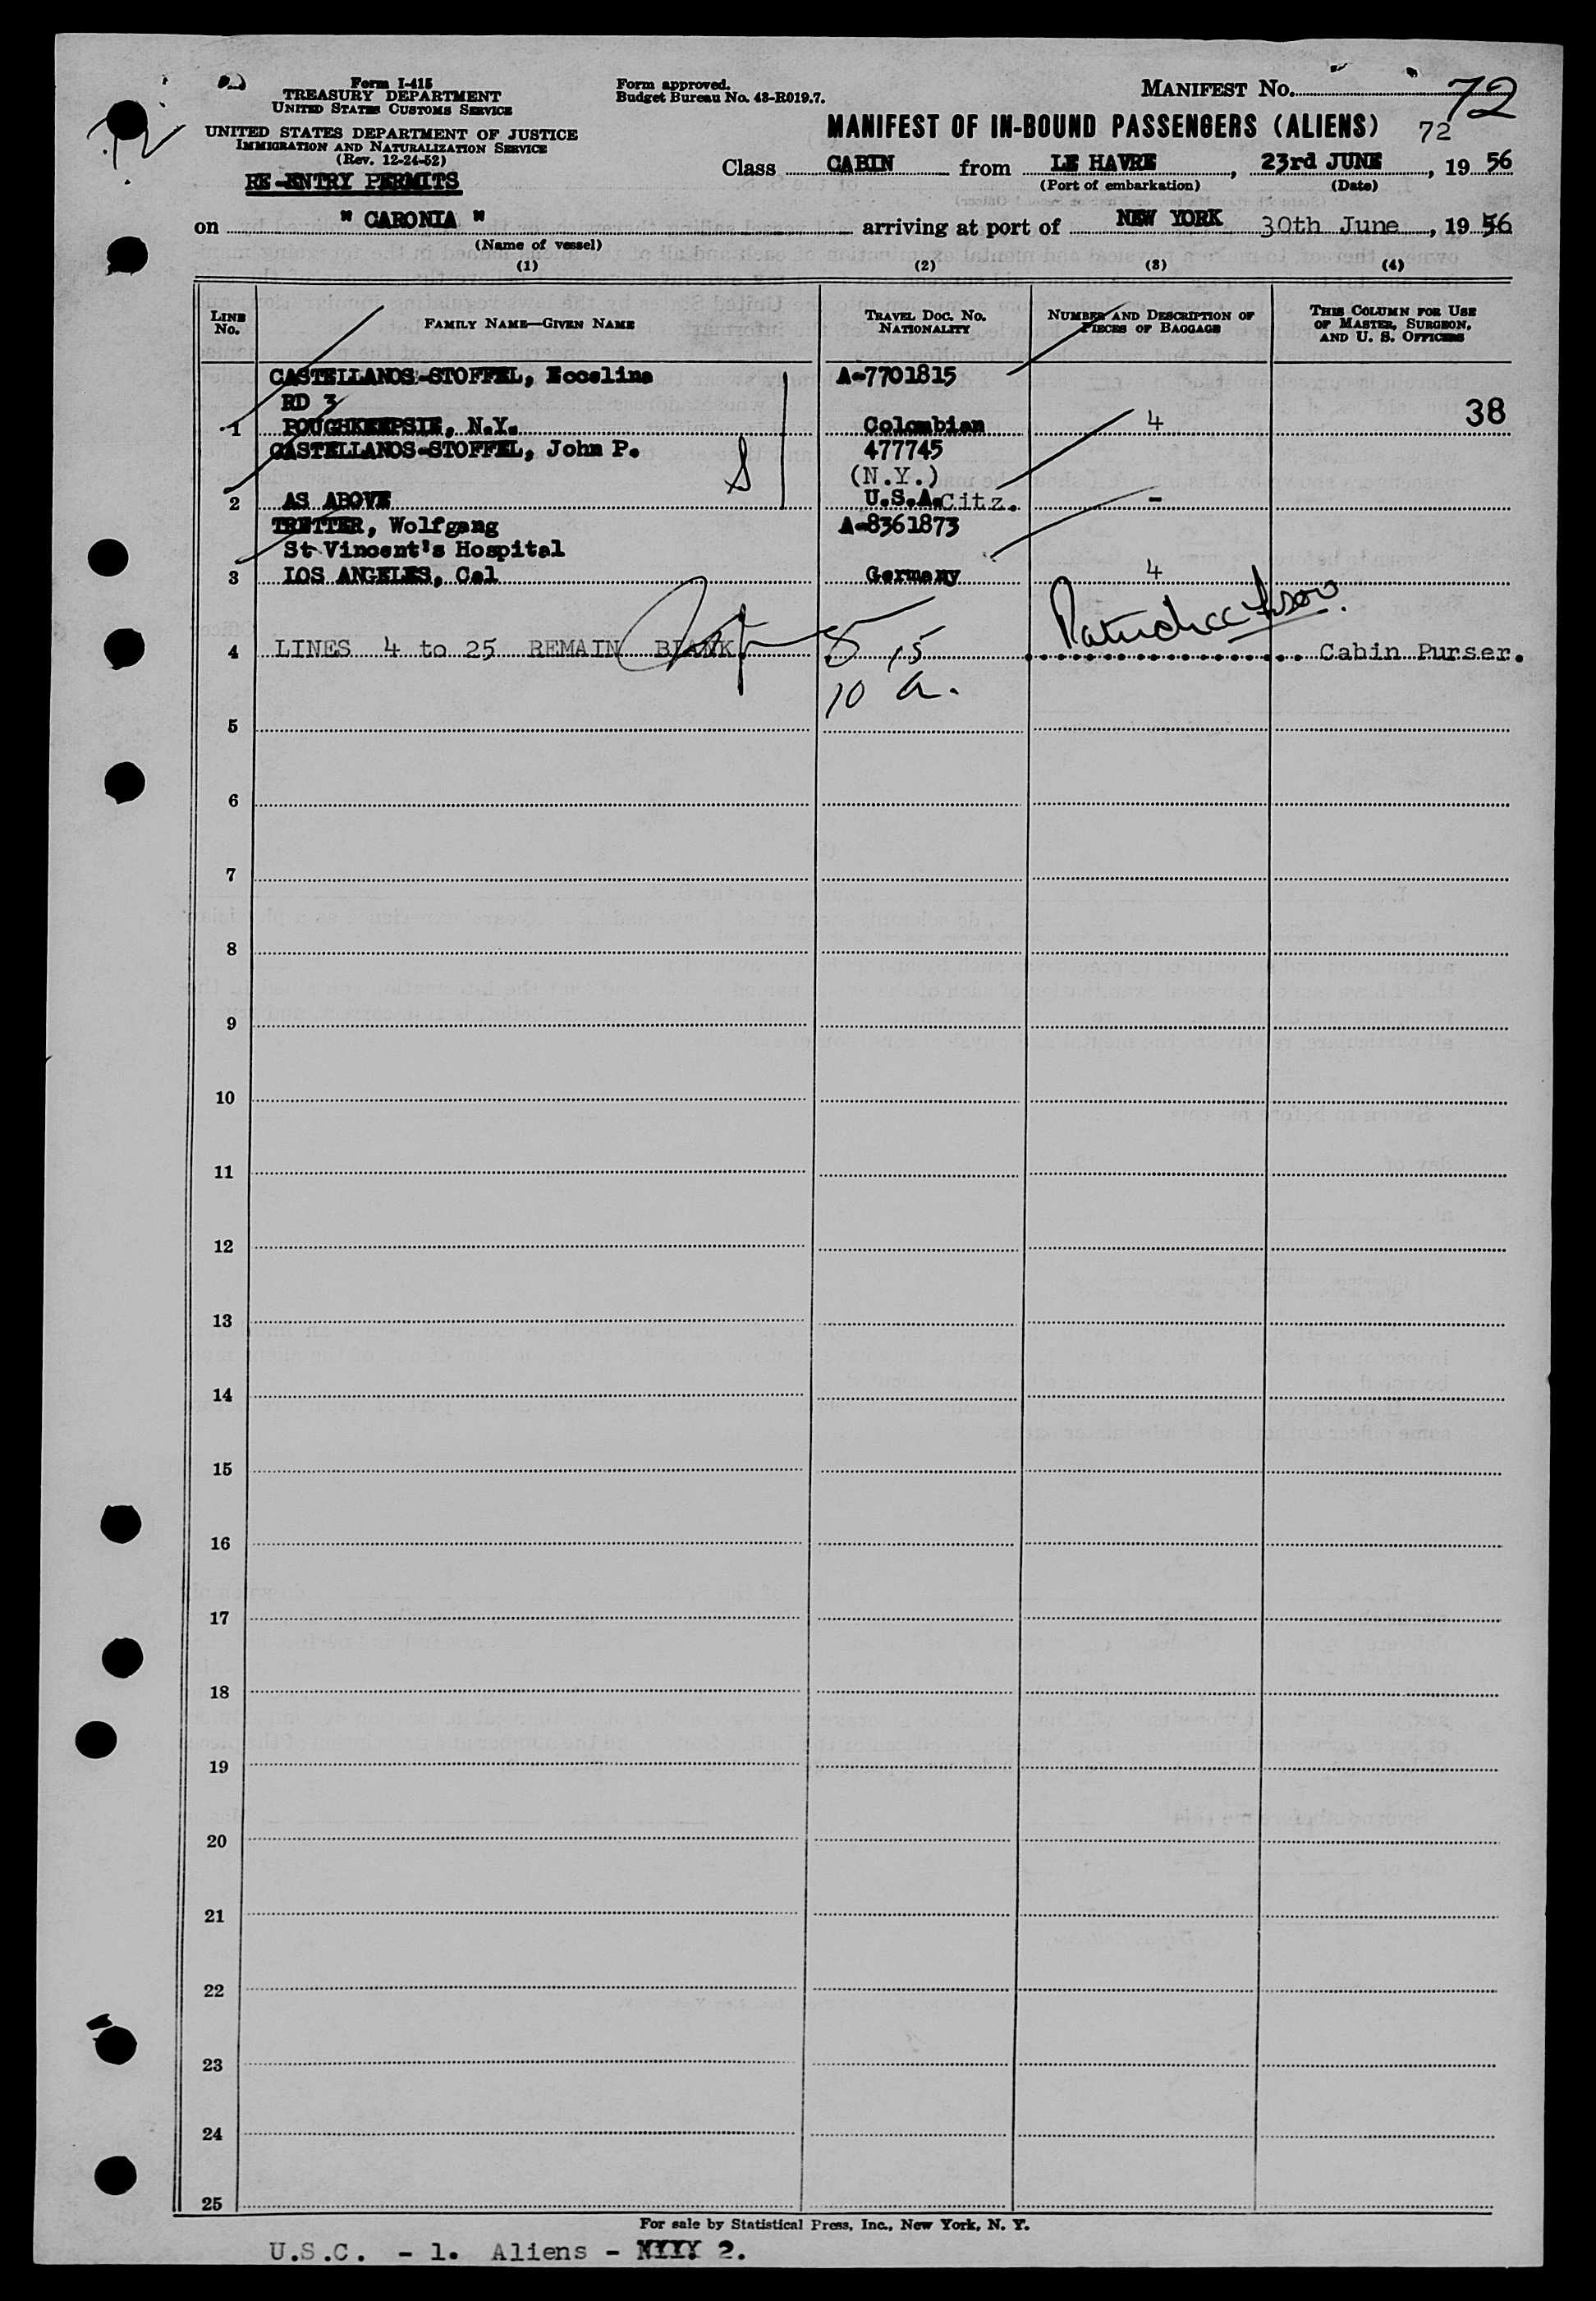 Form I-415
TREASURY DEPARTMENT
UNITED STATES CUSTOMS SERVICE
UNITED STATES DEPARTMENT OF JUSTICE
IMMIGRATION AND NATURALIZATION SERVICE
(Rev. 12-24-52)
RE-ENTRY PERMITS
Form approved.
Budget Bureau No. 43-R019.7.
MANIFEST No. 72
MANIFEST OF IN-BOUND PASSENGERS (ALIENS) 72
Class CABIN from LE HAVRE, 23rd JUNE, 19 56
(Port of embarkation) (Date)
on " CARONIA " arriving at port of NEW YORK 30th June, 19 56
(Name of vessel)
(1) (2) (3) (4)
LINE No. FAMILY NAME—GIVEN NAME TRAVEL DOC. No. NATIONALITY NUMBER AND DESCRIPTION OF PIECES OF BAGGAGE THIS COLUMN FOR USE OF MASTER, SURGEON, AND U. S. OFFICERS
CASTELLANOS-STOFFEL, Eccelina A-7701815
RD 3
1 POUGHKEEPSIE, N.Y. Colombian 4 38
CASTELLANOS-STOFFEL, John P. 477745
(N.Y.)
2 AS ABOVE U.S.A. Citz. -
TRETTER, Wolfgang A-8361873
St Vincent's Hospital
3 LOS ANGELES, Cal Germany 4
4 LINES 4 to 25 REMAIN BLANK. 15 Cabin Purser.
10 a.
5
6
7
8
9
10
11
12
13
14
15
16
17
18
19
20
21
22
23
24
25
For sale by Statistical Press, Inc., New York, N. Y.
U.S.C. - 1. Aliens - 2.